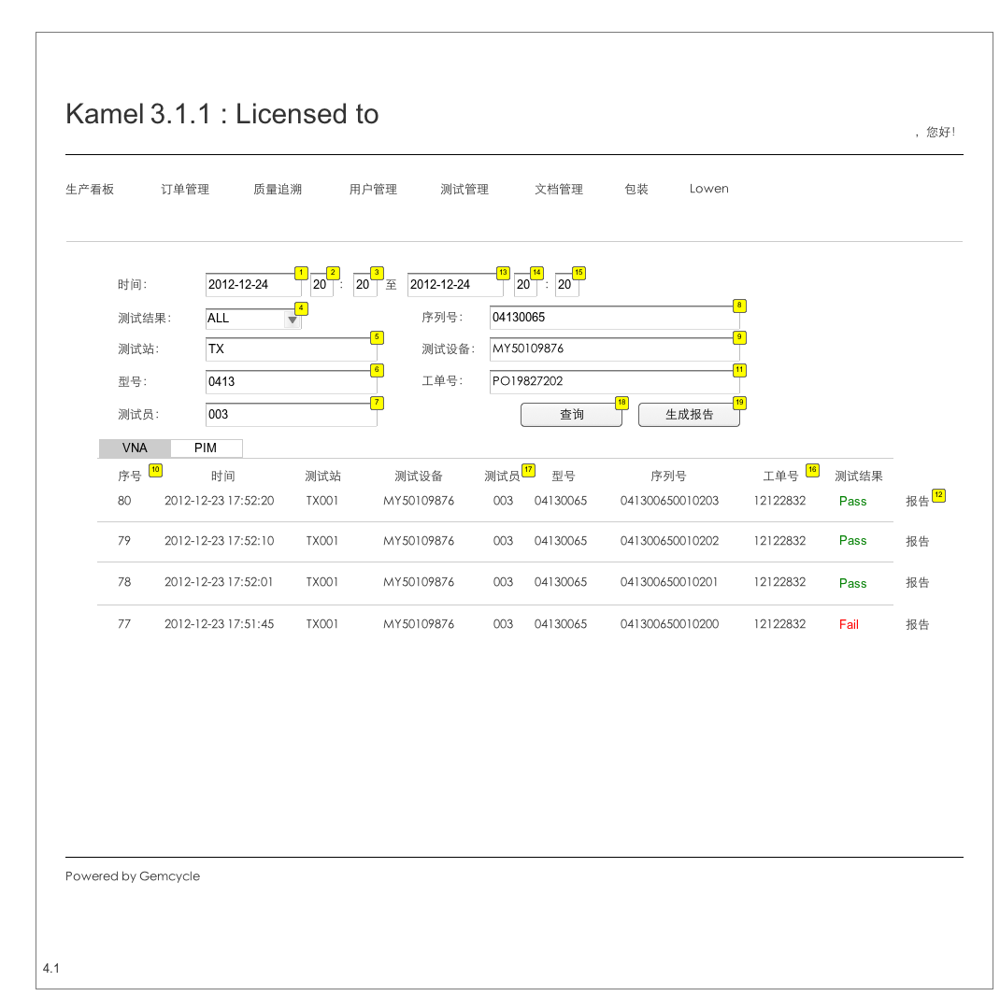 Kamel 3.1.1 : Licensed to
，您好!
生产看板 订单管理 质量追溯 用户管理 测试管理 文档管理 包装 Lowen
时间: 2012-12-24 1 20 2 : 20 3 至 2012-12-24 13 20 14 : 20 15
测试结果: ALL 4 序列号: 04130065 8
测试站: TX 5 测试设备: MY50109876 9
型号: 0413 6 工单号: PO19827202 11
测试员: 003 7 查询 18 生成报告 19
VNA PIM
序号 10 时间 测试站 测试设备 测试员 17 型号 序列号 工单号 16 测试结果
80 2012-12-23 17:52:20 TX001 MY50109876 003 04130065 041300650010203 12122832 Pass 报告 12
79 2012-12-23 17:52:10 TX001 MY50109876 003 04130065 041300650010202 12122832 Pass 报告
78 2012-12-23 17:52:01 TX001 MY50109876 003 04130065 041300650010201 12122832 Pass 报告
77 2012-12-23 17:51:45 TX001 MY50109876 003 04130065 041300650010200 12122832 Fail 报告
Powered by Gemcycle
4.1